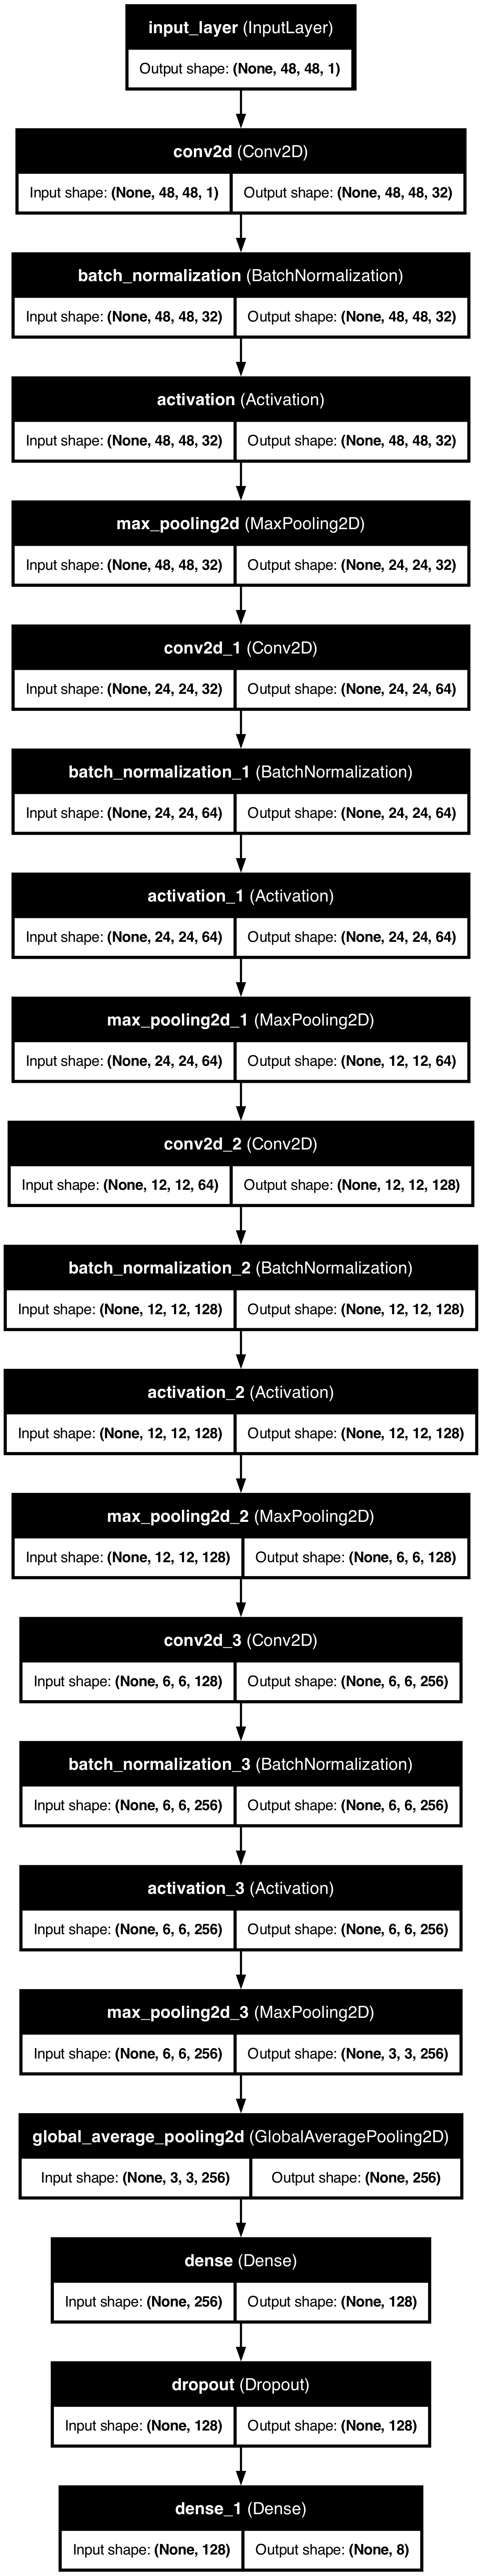 input_layer (InputLayer)
Output shape: (None, 48, 48, 1)
conv2d (Conv2D)
Input shape: (None, 48, 48, 1) Output shape: (None, 48, 48, 32)
batch_normalization (BatchNormalization)
Input shape: (None, 48, 48, 32) Output shape: (None, 48, 48, 32)
activation (Activation)
Input shape: (None, 48, 48, 32) Output shape: (None, 48, 48, 32)
max_pooling2d (MaxPooling2D)
Input shape: (None, 48, 48, 32) Output shape: (None, 24, 24, 32)
conv2d_1 (Conv2D)
Input shape: (None, 24, 24, 32) Output shape: (None, 24, 24, 64)
batch_normalization_1 (BatchNormalization)
Input shape: (None, 24, 24, 64) Output shape: (None, 24, 24, 64)
activation_1 (Activation)
Input shape: (None, 24, 24, 64) Output shape: (None, 24, 24, 64)
max_pooling2d_1 (MaxPooling2D)
Input shape: (None, 24, 24, 64) Output shape: (None, 12, 12, 64)
conv2d_2 (Conv2D)
Input shape: (None, 12, 12, 64) Output shape: (None, 12, 12, 128)
batch_normalization_2 (BatchNormalization)
Input shape: (None, 12, 12, 128) Output shape: (None, 12, 12, 128)
activation_2 (Activation)
Input shape: (None, 12, 12, 128) Output shape: (None, 12, 12, 128)
max_pooling2d_2 (MaxPooling2D)
Input shape: (None, 12, 12, 128) Output shape: (None, 6, 6, 128)
conv2d_3 (Conv2D)
Input shape: (None, 6, 6, 128) Output shape: (None, 6, 6, 256)
batch_normalization_3 (BatchNormalization)
Input shape: (None, 6, 6, 256) Output shape: (None, 6, 6, 256)
activation_3 (Activation)
Input shape: (None, 6, 6, 256) Output shape: (None, 6, 6, 256)
max_pooling2d_3 (MaxPooling2D)
Input shape: (None, 6, 6, 256) Output shape: (None, 3, 3, 256)
global_average_pooling2d (GlobalAveragePooling2D)
Input shape: (None, 3, 3, 256) Output shape: (None, 256)
dense (Dense)
Input shape: (None, 256) Output shape: (None, 128)
dropout (Dropout)
Input shape: (None, 128) Output shape: (None, 128)
dense_1 (Dense)
Input shape: (None, 128) Output shape: (None, 8)